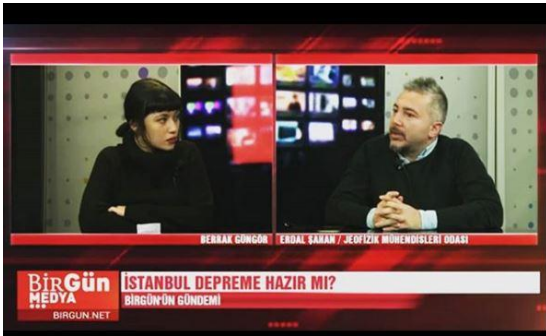 BERRAK GÜNGÖR
ERDAL ŞAHAN / JEOFİZİK MÜHENDİSLERİ ODASI
BirGün
MEDYA
BIRGUN.NET
İSTANBUL DEPREME HAZIR MI?
BİRGÜN'ÜN GÜNDEMİ